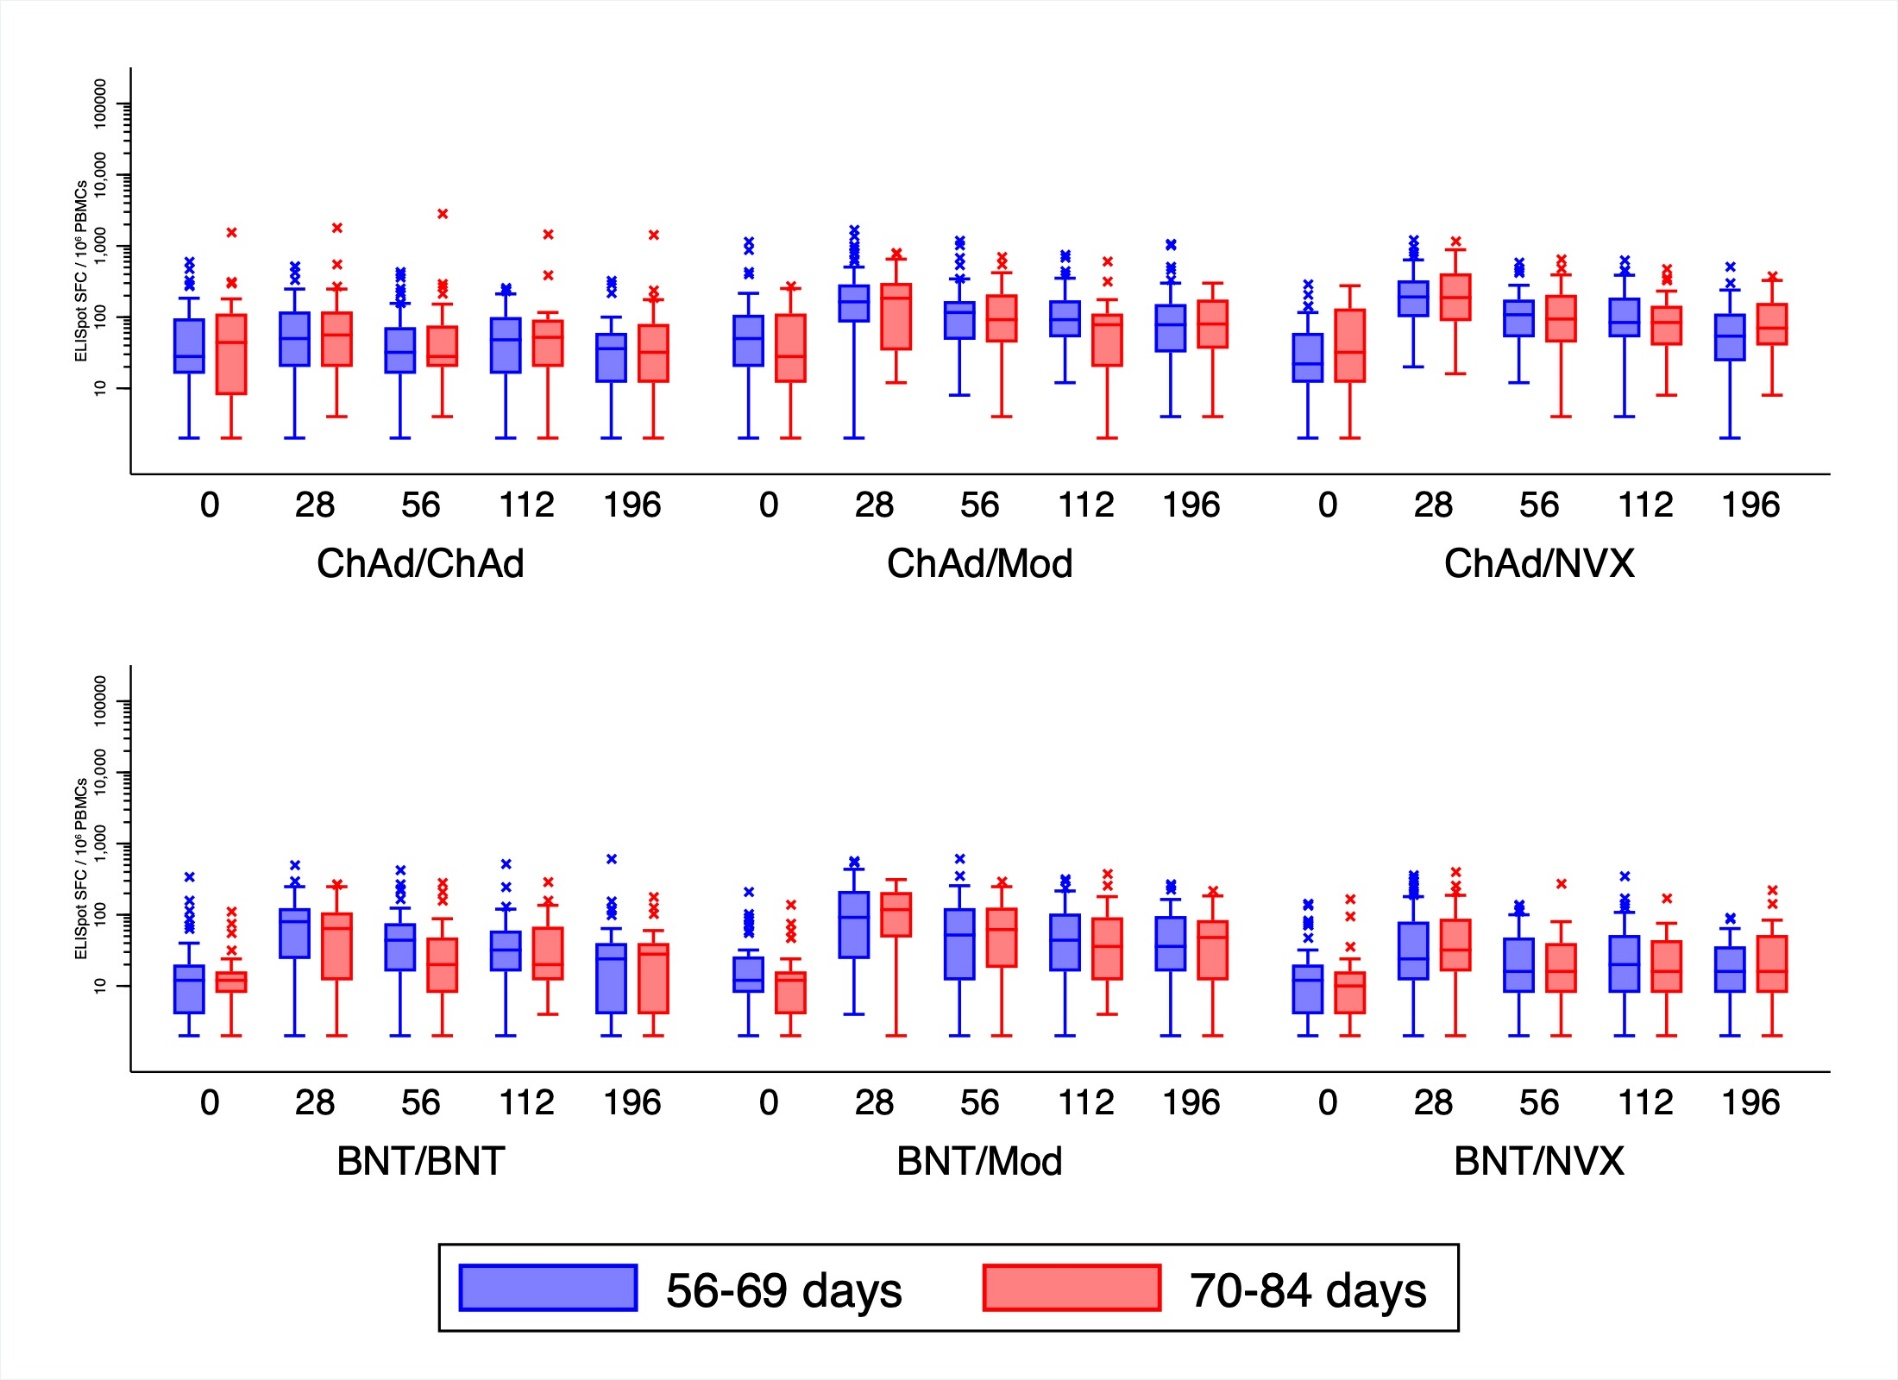 ELISpot SFC / 10⁶ PBMCs
100000
10,000
1,000
100
10
0 28 56 112 196 0 28 56 112 196 0 28 56 112 196
ChAd/ChAd ChAd/Mod ChAd/NVX
ELISpot SFC / 10⁶ PBMCs
100000
10,000
1,000
100
10
0 28 56 112 196 0 28 56 112 196 0 28 56 112 196
BNT/BNT BNT/Mod BNT/NVX
56-69 days 70-84 days